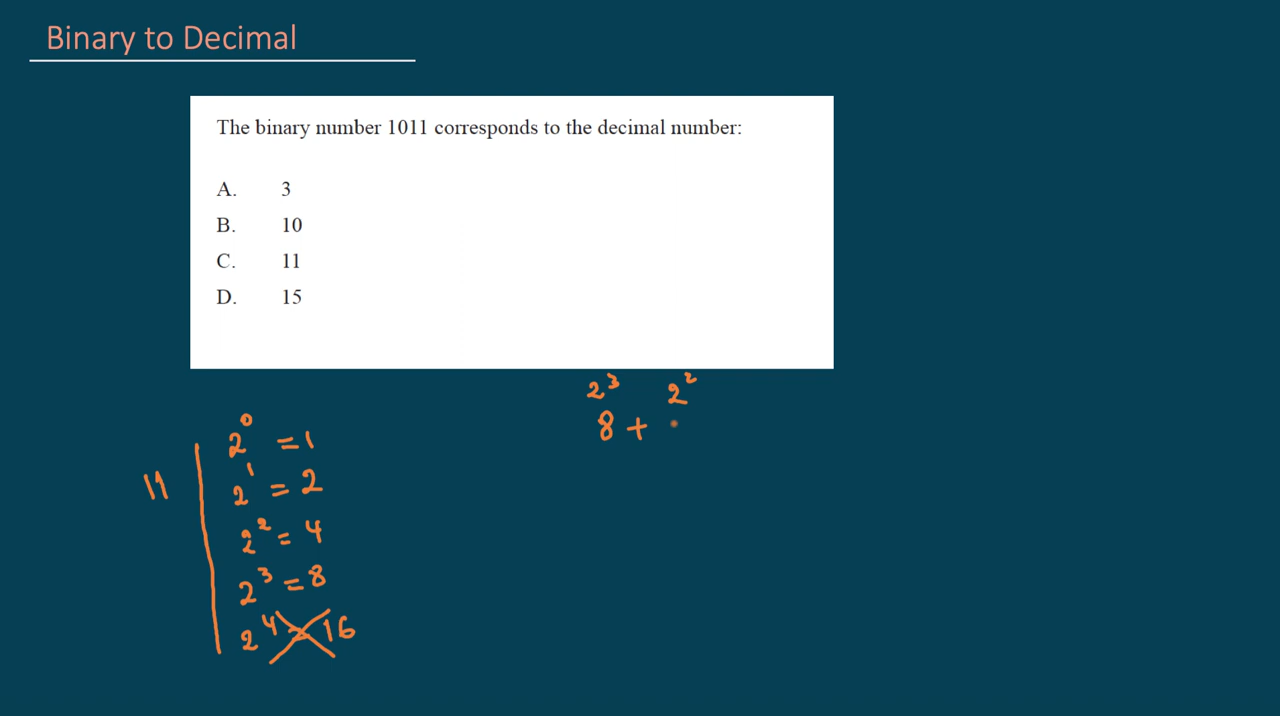 Binary to Decimal
The binary number 1011 corresponds to the decimal number:
A. 3
B. 10
C. 11
D. 15
2³ 2²
8 +
2⁰ = 1
11
2¹ = 2
2² = 4
2³ = 8
2⁴ = 16